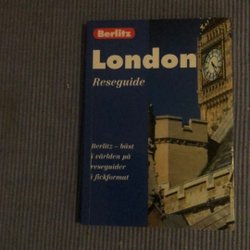 Berlitz
London
Reseguide
Berlitz – bäst
i världen på
reseguider
i fickformat